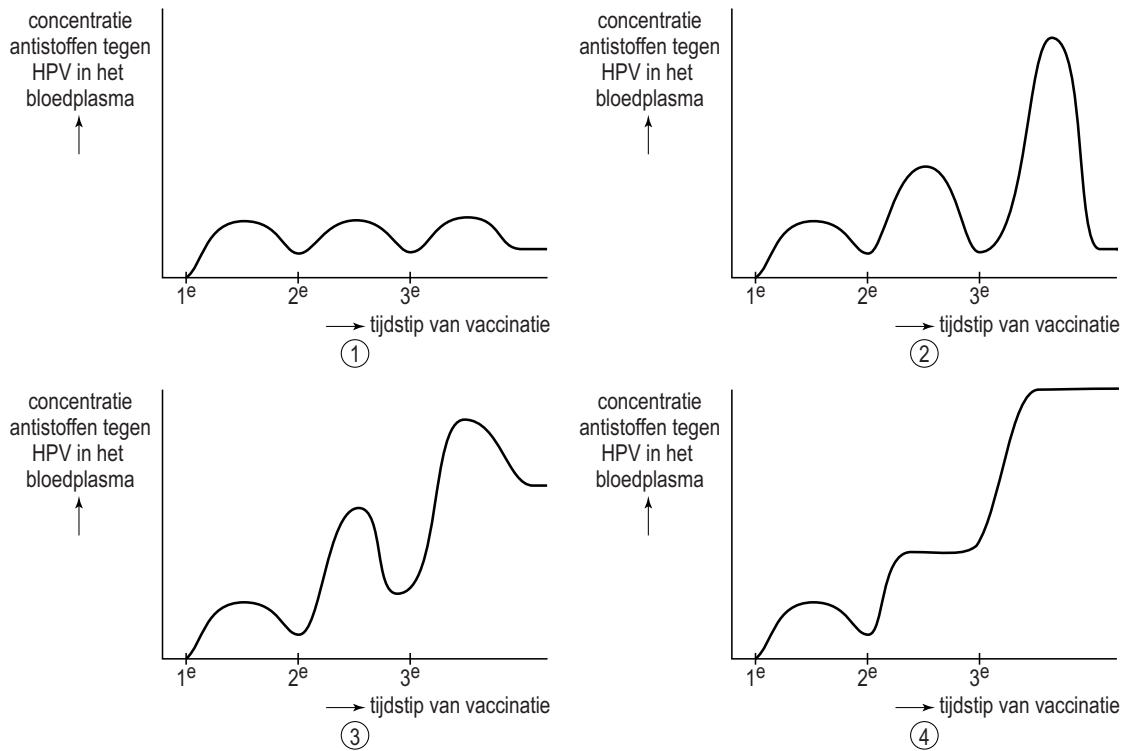 concentratie
antistoffen tegen
HPV in het
bloedplasma
1e
2e
3e
tijdstip van vaccinatie
1
concentratie
antistoffen tegen
HPV in het
bloedplasma
1e
2e
3e
tijdstip van vaccinatie
2
concentratie
antistoffen tegen
HPV in het
bloedplasma
1e
2e
3e
tijdstip van vaccinatie
3
concentratie
antistoffen tegen
HPV in het
bloedplasma
1e
2e
3e
tijdstip van vaccinatie
4